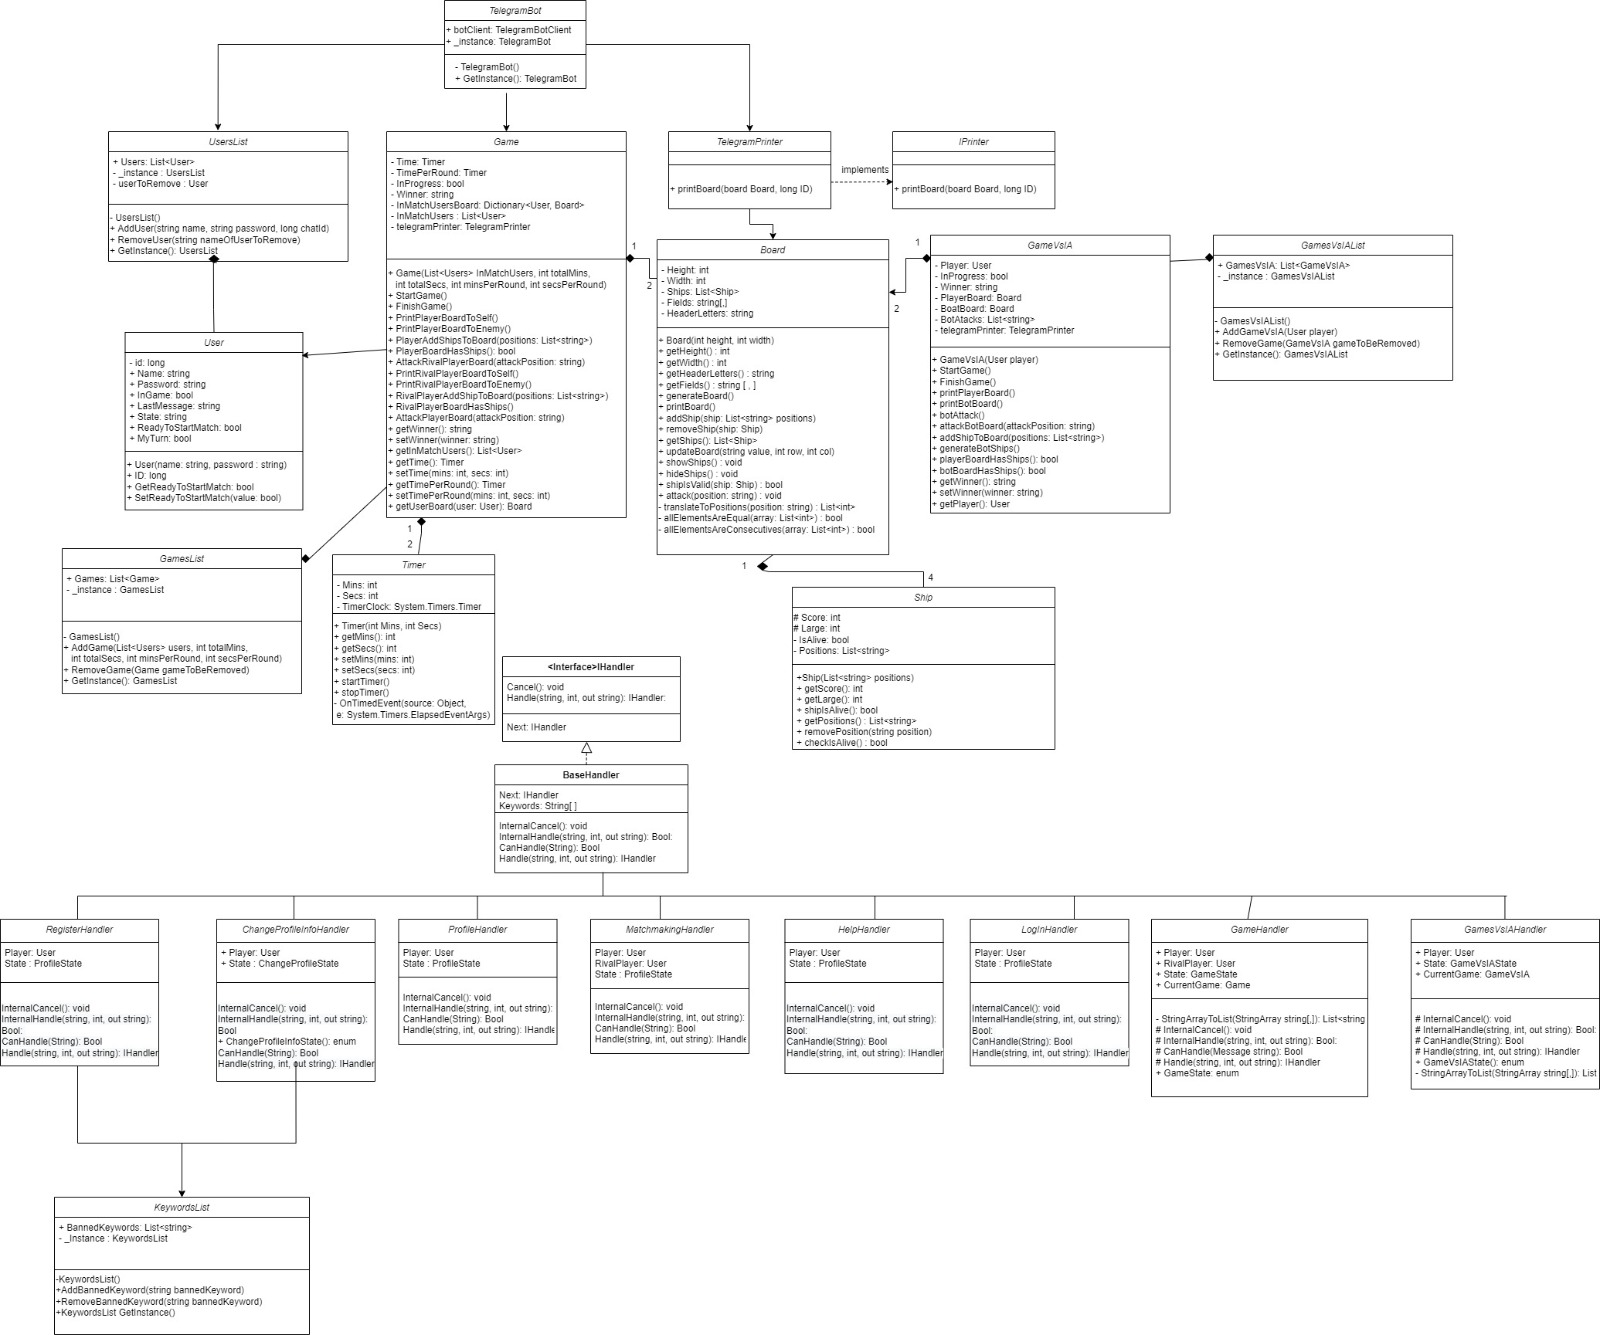 TelegramBot
+ botClient: TelegramBotClient
+ _instance: TelegramBot
- TelegramBot()
+ GetInstance(): TelegramBot
UsersList
+ Users: List<User>
- _instance : UsersList
- userToRemove : User
- UsersList()
+ AddUser(string name, string password, long chatId)
+ RemoveUser(string nameOfUserToRemove)
+ GetInstance(): UsersList
Game
- Time: Timer
- TimePerRound: Timer
- InProgress: bool
- Winner: string
- InMatchUsersBoard: Dictionary<User, Board>
- InMatchUsers : List<User>
- telegramPrinter: TelegramPrinter
+ Game(List<Users> InMatchUsers, int totalMins,
int totalSecs, int minsPerRound, int secsPerRound)
+ StartGame()
+ FinishGame()
+ PrintPlayerBoardToSelf()
+ PrintPlayerBoardToEnemy()
+ PlayerAddShipsToBoard(positions: List<string>)
+ PlayerBoardHasShips(): bool
+ AttackRivalPlayerBoard(attackPosition: string)
+ PrintRivalPlayerBoardToSelf()
+ PrintRivalPlayerBoardToEnemy()
+ RivalPlayerAddShipToBoard(positions: List<string>)
+ RivalPlayerBoardHasShips()
+ AttackPlayerBoard(attackPosition: string)
+ getWinner(): string
+ setWinner(winner: string)
+ getInMatchUsers(): List<User>
+ getTime(): Timer
+ setTime(mins: int, secs: int)
+ getTimePerRound(): Timer
+ setTimePerRound(mins: int, secs: int)
+ getUserBoard(user: User): Board
TelegramPrinter
+ printBoard(board Board, long ID)
implements
IPrinter
+ printBoard(board Board, long ID)
1
2
Board
- Height: int
- Width: int
- Ships: List<Ship>
- Fields: string[,]
- HeaderLetters: string
+ Board(int height, int width)
+ getHeight() : int
+ getWidth() : int
+ getHeaderLetters() : string
+ getFields() : string [ , ]
+ generateBoard()
+ printBoard()
+ addShip(ship: List<string> positions)
+ removeShip(ship: Ship)
+ getShips(): List<Ship>
+ updateBoard(string value, int row, int col)
+ showShips() : void
+ hideShips() : void
+ shipIsValid(ship: Ship) : bool
+ attack(position: string) : void
- translateToPositions(position: string) : List<int>
- allElementsAreEqual(array: List<int>) : bool
- allElementsAreConsecutives(array: List<int>) : bool
1
2
GameVsIA
- Player: User
- InProgress: bool
- Winner: string
- PlayerBoard: Board
- BoatBoard: Board
- BotAtacks: List<string>
- telegramPrinter: TelegramPrinter
+ GameVsIA(User player)
+ StartGame()
+ FinishGame()
+ printPlayerBoard()
+ printBotBoard()
+ botAttack()
+ attackBotBoard(attackPosition: string)
+ addShipToBoard(positions: List<string>)
+ generateBotShips()
+ playerBoardHasShips(): bool
+ botBoardHasShips(): bool
+ getWinner(): string
+ setWinner(winner: string)
+ getPlayer(): User
GamesVsIAList
+ GamesVsIA: List<GameVsIA>
- _instance : GamesVsIAList
- GamesVsIAList()
+ AddGameVsIA(User player)
+ RemoveGame(GameVsIA gameToBeRemoved)
+ GetInstance(): GamesVsIAList
User
- id: long
+ Name: string
+ Password: string
+ InGame: bool
+ LastMessage: string
+ State: string
+ ReadyToStartMatch: bool
+ MyTurn: bool
+ User(name: string, password : string)
+ ID: long
+ GetReadyToStartMatch: bool
+ SetReadyToStartMatch(value: bool)
GamesList
+ Games: List<Game>
- _instance : GamesList
- GamesList()
+ AddGame(List<Users> users, int totalMins,
int totalSecs, int minsPerRound, int secsPerRound)
+ RemoveGame(Game gameToBeRemoved)
+ GetInstance(): GamesList
1
2
Timer
- Mins: int
- Secs: int
- TimerClock: System.Timers.Timer
+ Timer(int Mins, int Secs)
+ getMins(): int
+ getSecs(): int
+ setMins(mins: int)
+ setSecs(secs: int)
+ startTimer()
+ stopTimer()
- OnTimedEvent(source: Object,
e: System.Timers.ElapsedEventArgs)
1
4
Ship
# Score: int
# Large: int
- IsAlive: bool
- Positions: List<string>
+Ship(List<string> positions)
+ getScore(): int
+ getLarge(): int
+ shipIsAlive(): bool
+ getPositions() : List<string>
+ removePosition(string position)
+ checkIsAlive() : bool
<Interface>IHandler
Cancel(): void
Handle(string, int, out string): IHandler:
Next: IHandler
BaseHandler
Next: IHandler
Keywords: String[ ]
InternalCancel(): void
InternalHandle(string, int, out string): Bool:
CanHandle(String): Bool
Handle(string, int, out string): IHandler
RegisterHandler
Player: User
State : ProfileState
InternalCancel(): void
InternalHandle(string, int, out string):
Bool:
CanHandle(String): Bool
Handle(string, int, out string): IHandler
ChangeProfileInfoHandler
+ Player: User
+ State : ChangeProfileState
InternalCancel(): void
InternalHandle(string, int, out string):
Bool
+ ChangeProfileInfoState(): enum
CanHandle(String): Bool
Handle(string, int, out string): IHandler
ProfileHandler
Player: User
State : ProfileState
InternalCancel(): void
InternalHandle(string, int, out string):
CanHandle(String): Bool
Handle(string, int, out string): IHandle
MatchmakingHandler
Player: User
RivalPlayer: User
State : ProfileState
InternalCancel(): void
InternalHandle(string, int, out string):
CanHandle(String): Bool
Handle(string, int, out string): IHandle
HelpHandler
Player: User
State : ProfileState
InternalCancel(): void
InternalHandle(string, int, out string):
Bool:
CanHandle(String): Bool
Handle(string, int, out string): IHandler
LogInHandler
Player: User
State : ProfileState
InternalCancel(): void
InternalHandle(string, int, out string):
Bool:
CanHandle(String): Bool
Handle(string, int, out string): IHandler
GameHandler
+ Player: User
+ RivalPlayer: User
+ State: GameState
+ CurrentGame: Game
- StringArrayToList(StringArray string[,]): List<string
# InternalCancel(): void
# InternalHandle(string, int, out string): Bool:
# CanHandle(Message string): Bool
# Handle(string, int, out string): IHandler
+ GameState: enum
GamesVsIAHandler
+ Player: User
+ State: GameVsIAState
+ CurrentGame: GameVsIA
# InternalCancel(): void
# InternalHandle(string, int, out string): Bool:
# CanHandle(String): Bool
# Handle(string, int, out string): IHandler
+ GameVsIAState(): enum
- StringArrayToList(StringArray string[,]): List
KeywordsList
+ BannedKeywords: List<string>
- _Instance : KeywordsList
-KeywordsList()
+AddBannedKeyword(string bannedKeyword)
+RemoveBannedKeyword(string bannedKeyword)
+KeywordsList GetInstance()